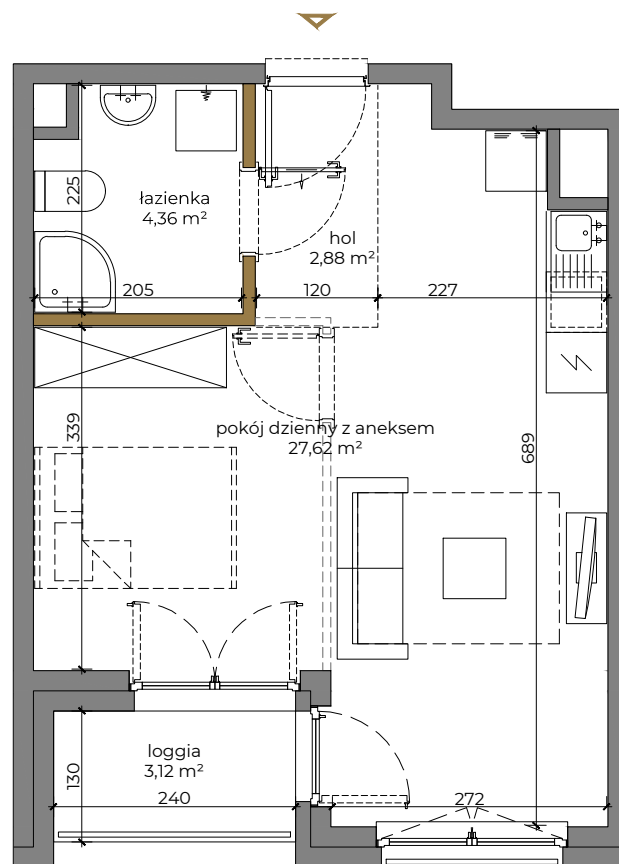 225
łazienka
4,36 m²
hol
2,88 m²
205
120
227
339
pokój dzienny z aneksem
27,62 m²
689
loggia
3,12 m²
130
240
272